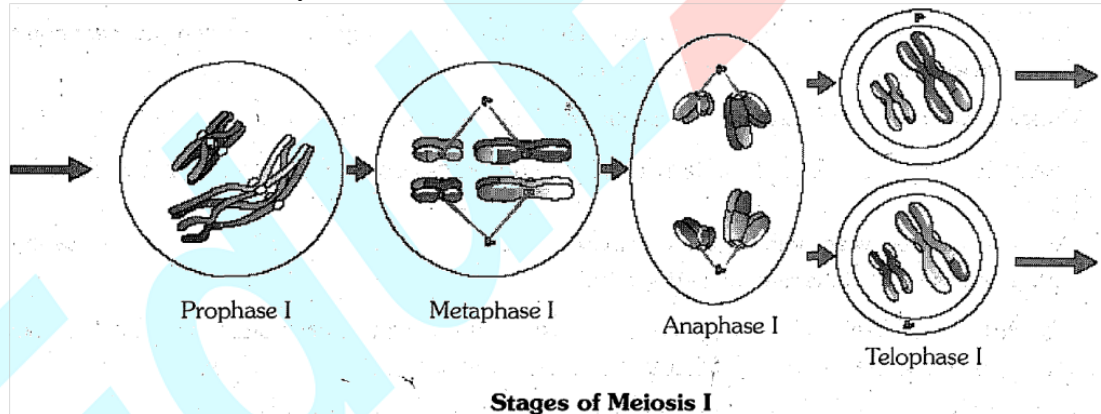 Prophase I
Metaphase I
Anaphase I
Telophase I
Stages of Meiosis I